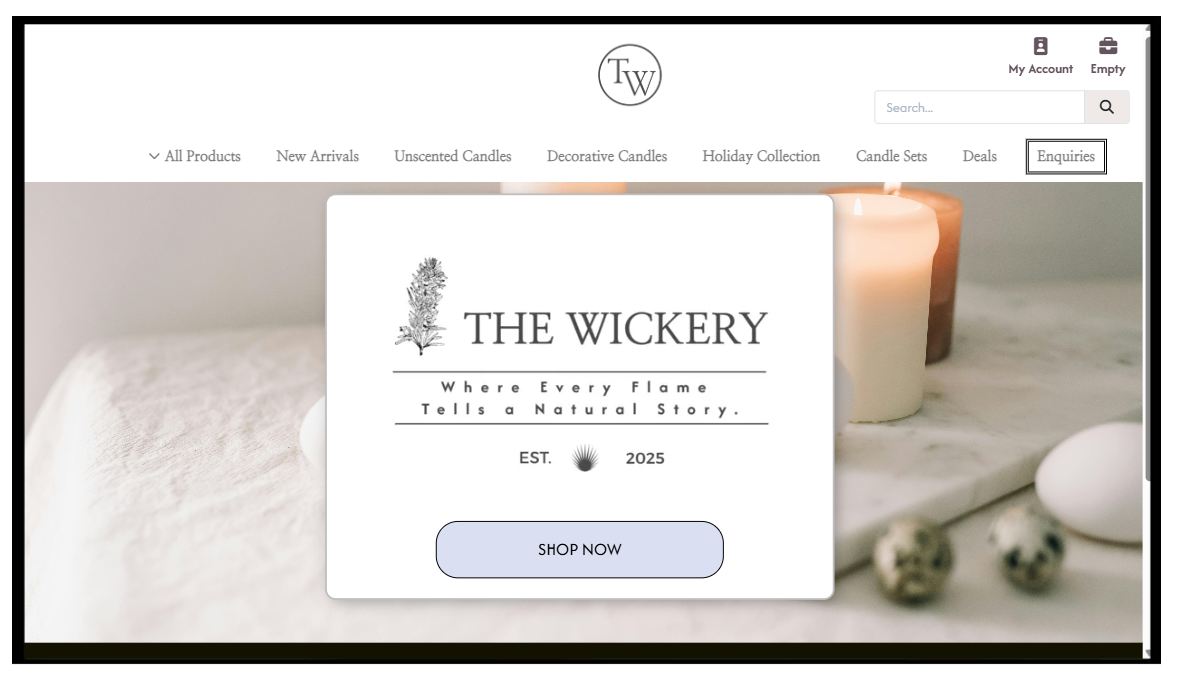 TW
My Account
Empty
Search...
All Products
New Arrivals
Unscented Candles
Decorative Candles
Holiday Collection
Candle Sets
Deals
Enquiries
THE WICKERY
Where Every Flame
Tells a Natural Story.
EST. 2025
SHOP NOW